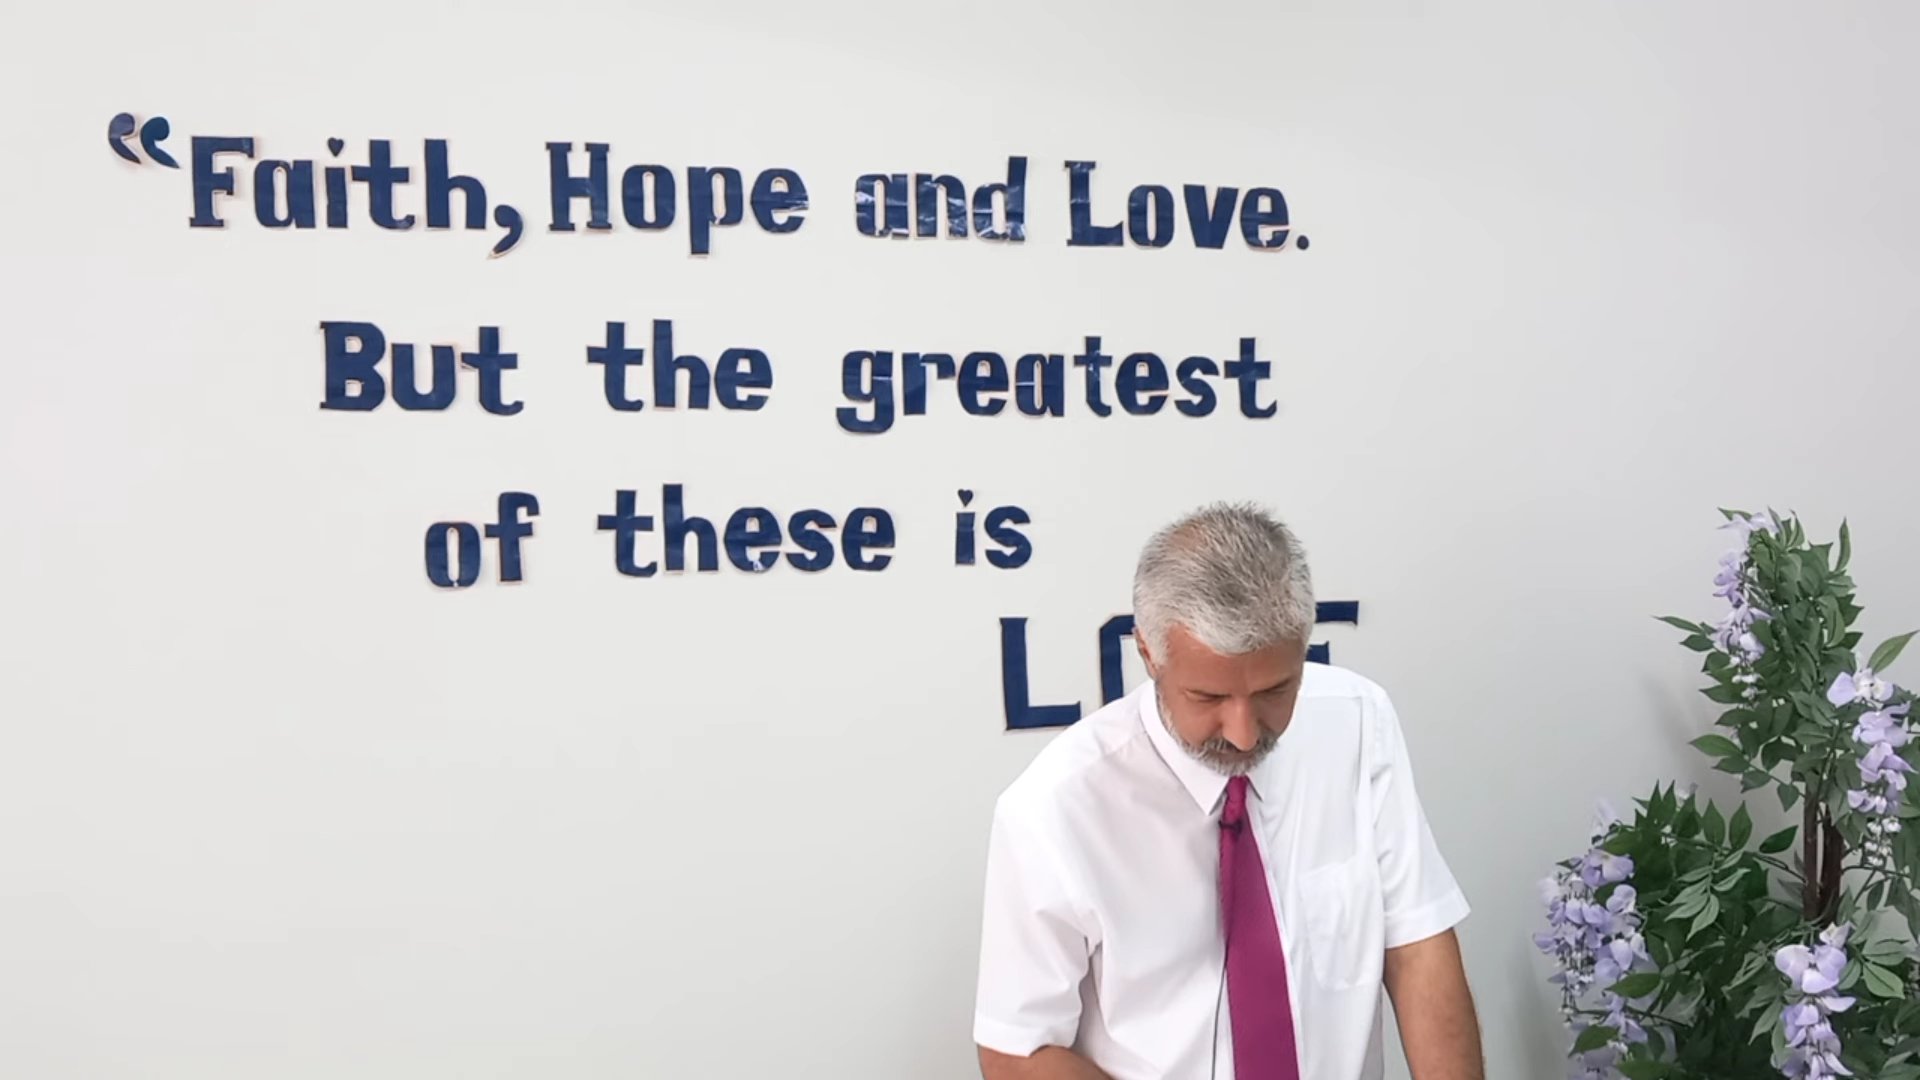 “Faith, Hope and Love.
But the greatest
of these is